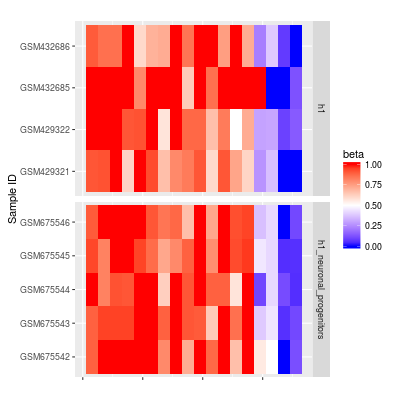 Sample ID
GSM432686
GSM432685
GSM429322
GSM429321
h1
GSM675546
GSM675545
GSM675544
GSM675543
GSM675542
h1_neuronal_progenitors
beta
1.00
0.75
0.50
0.25
0.00